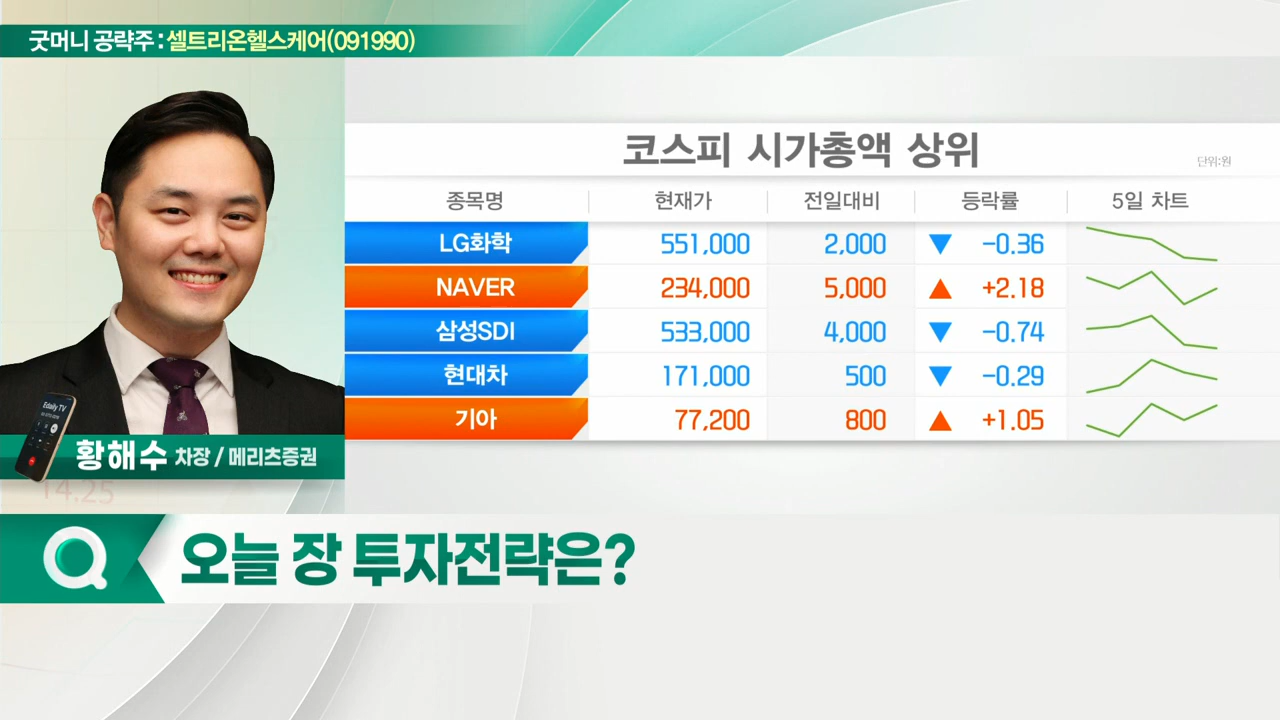 굿머니 공략주 : 셀트리온헬스케어(091990)
코스피 시가총액 상위
단위:원
종목명 현재가 전일대비 등락률 5일 차트
LG화학 551,000 2,000 ▼ -0.36
NAVER 234,000 5,000 ▲ +2.18
삼성SDI 533,000 4,000 ▼ -0.74
현대차 171,000 500 ▼ -0.29
기아 77,200 800 ▲ +1.05
Edaily TV
황해수 차장 / 메리츠증권
14.25
Q 오늘 장 투자전략은?